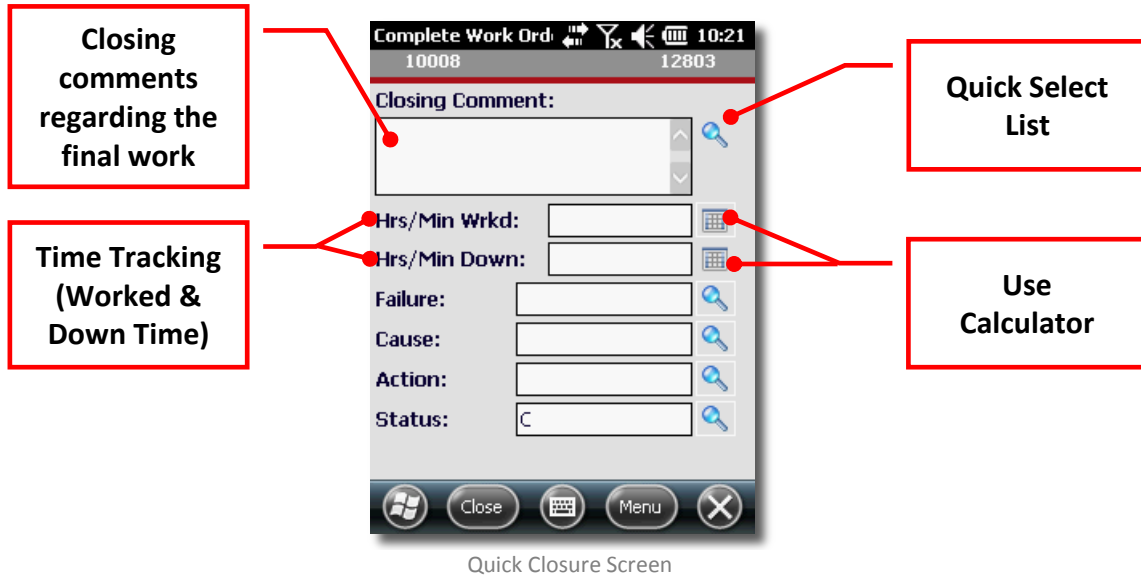 Closing
comments
regarding the
final work
Time Tracking
(Worked &
Down Time)
Complete Work Ord 10:21
10008 12803
Closing Comment:
Hrs/Min Wrkd:
Hrs/Min Down:
Failure:
Cause:
Action:
Status: C
Close Menu
Quick Select
List
Use
Calculator
Quick Closure Screen